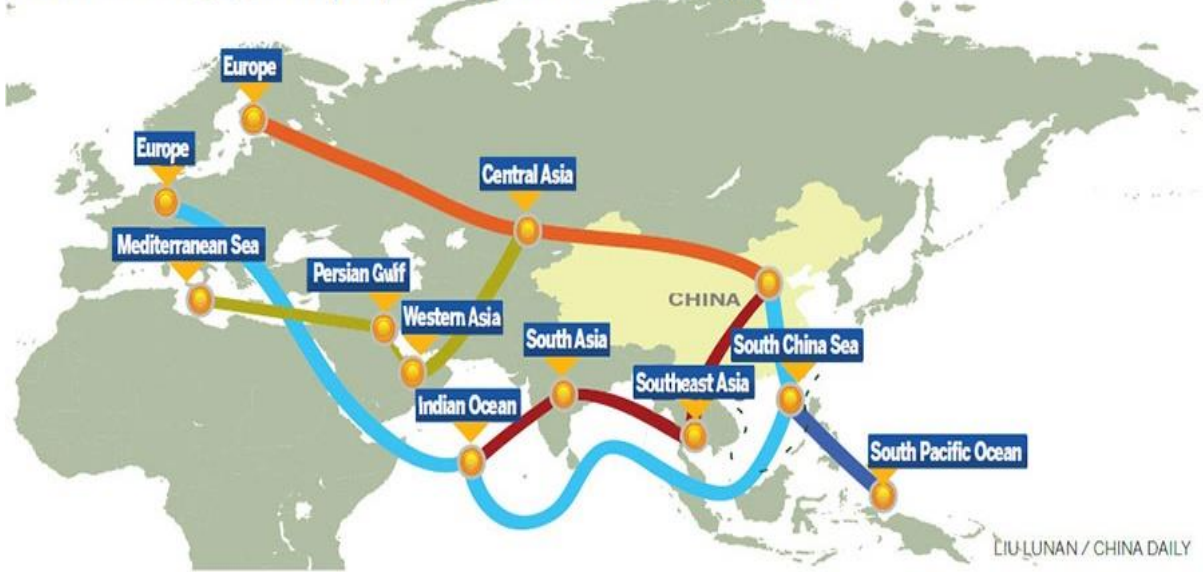 Europe
Europe
Central Asia
Mediterranean Sea
Persian Gulf
Western Asia
CHINA
South Asia
South China Sea
Southeast Asia
Indian Ocean
South Pacific Ocean
LIU LUNAN / CHINA DAILY